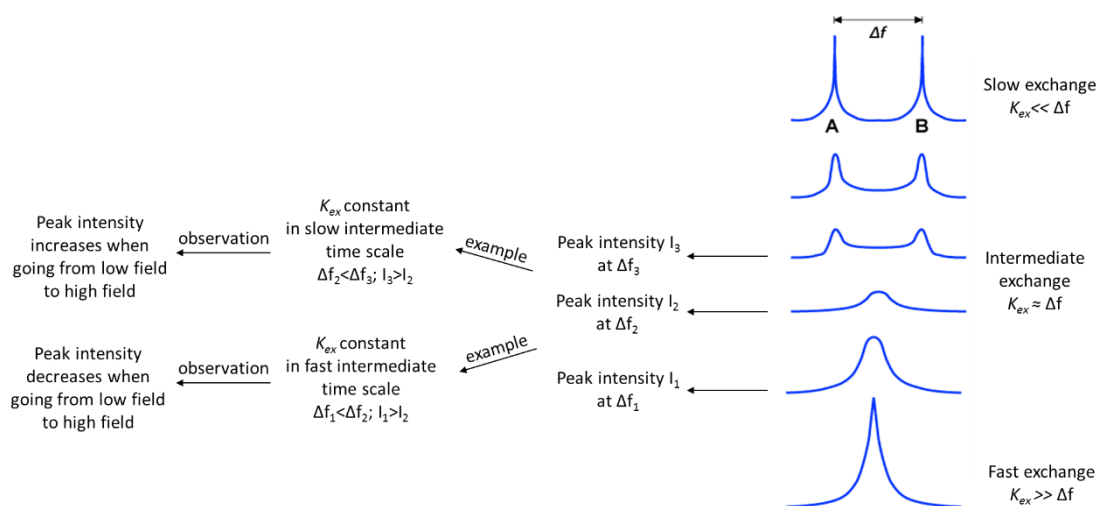 Δf
A
B
Slow exchange
Kex<< Δf
Peak intensity
increases when
going from low field
to high field
observation
Kex constant
in slow intermediate
time scale
Δf2<Δf3; I3>I2
example
Peak intensity I3
at Δf3
Intermediate
exchange
Kex ≈ Δf
Peak intensity I2
at Δf2
Peak intensity
decreases when
going from low field
to high field
observation
Kex constant
in fast intermediate
time scale
Δf1<Δf2; I1>I2
example
Peak intensity I1
at Δf1
Fast exchange
Kex >> Δf